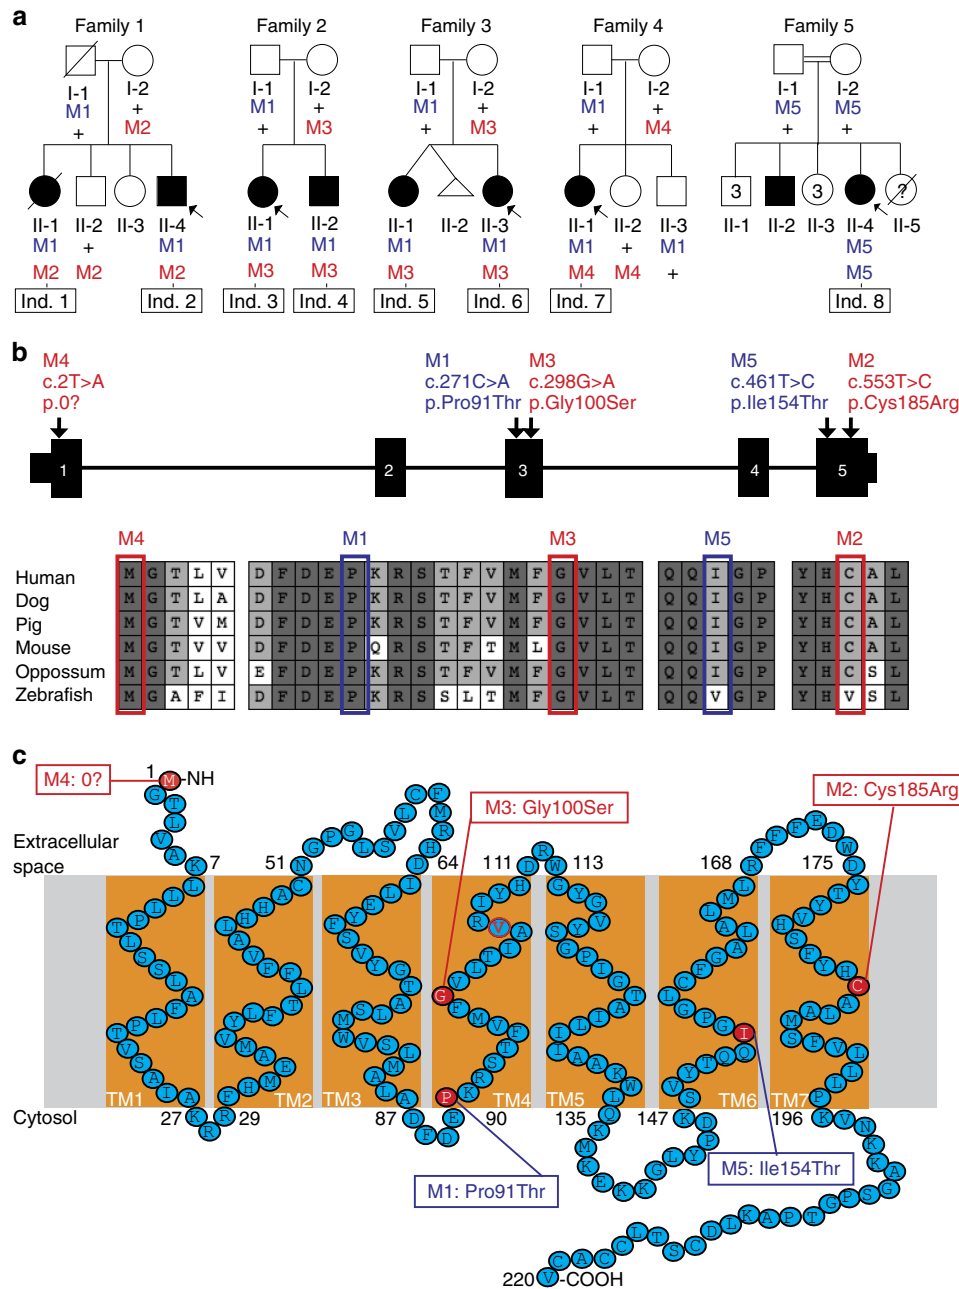 a
Family 1 Family 2 Family 3 Family 4 Family 5
I-1 I-2 I-1 I-2 I-1 I-2 I-1 I-2 I-1 I-2
M1 + M1 + M1 + M1 + M5 M5
+ M2 + M3 + M3 + M4 + +
3 3 ?
II-1 II-2 II-3 II-4 II-1 II-2 II-1 II-2 II-3 II-1 II-2 II-3 II-1 II-2 II-3 II-4 II-5
M1 + M1 M1 M1 M1 M1 M1 + M1 M5
M2 M2 M2 M3 M3 M3 M3 M4 M4 + M5
Ind. 1 Ind. 2 Ind. 3 Ind. 4 Ind. 5 Ind. 6 Ind. 7 Ind. 8
b
M4 M1 M3 M5 M2
c.2T>A c.271C>A c.298G>A c.461T>C c.553T>C
p.0? p.Pro91Thr p.Gly100Ser p.Ile154Thr p.Cys185Arg
1 2 3 4 5
M4 M1 M3 M5 M2
Human M G T L V D F D E P K R S T F V M F G V L T Q Q I G P Y H C A L
Dog M G T L A D F D E P K R S T F V M F G V L T Q Q I G P Y H C A L
Pig M G T V M D F D E P K R S T F V M F G V L T Q Q I G P Y H C A L
Mouse M G T V V D F D E P Q R S T F T M L G V L T Q Q I G P Y H C A L
Oppossum M G T L V E F D E P K R S T F V M F G V L T Q Q I G P Y H C S L
Zebrafish M G A F I D F D E P K R S S L T M F G V L T Q Q V G P Y H V S L
c
M4: 0?
1 M -NH
M3: Gly100Ser
M2: Cys185Arg
Extracellular
space
7 51 64 111 113 168 175
G T L V A K
L L L P L T L S S L A F L P T V S A L A K R
R F H M E A M V Y L F T L F F V A L H H A C N
G P G L S V L C F M R H D
I L E Y F S V Y G T A S L M W V S L M A L A D F D E
P K R S T F V M F G V L T I A V R I Y H D R W
G Y G V Y S G P I G T A I L I I A A K W Q L K M K E K K G L Y P D K
S V Y T Q Q I G P G L C F G A L M L R
F F F E D W D
Y T Y V H S F Y H C A L A M S F V L L L P K
V N K K A G S P G T P A K L D C S T L C C A C V
TM1 TM2 TM3 TM4 TM5 TM6 TM7
Cytosol
27 29 87 90 135 147 196
M1: Pro91Thr
M5: Ile154Thr
220 V -COOH